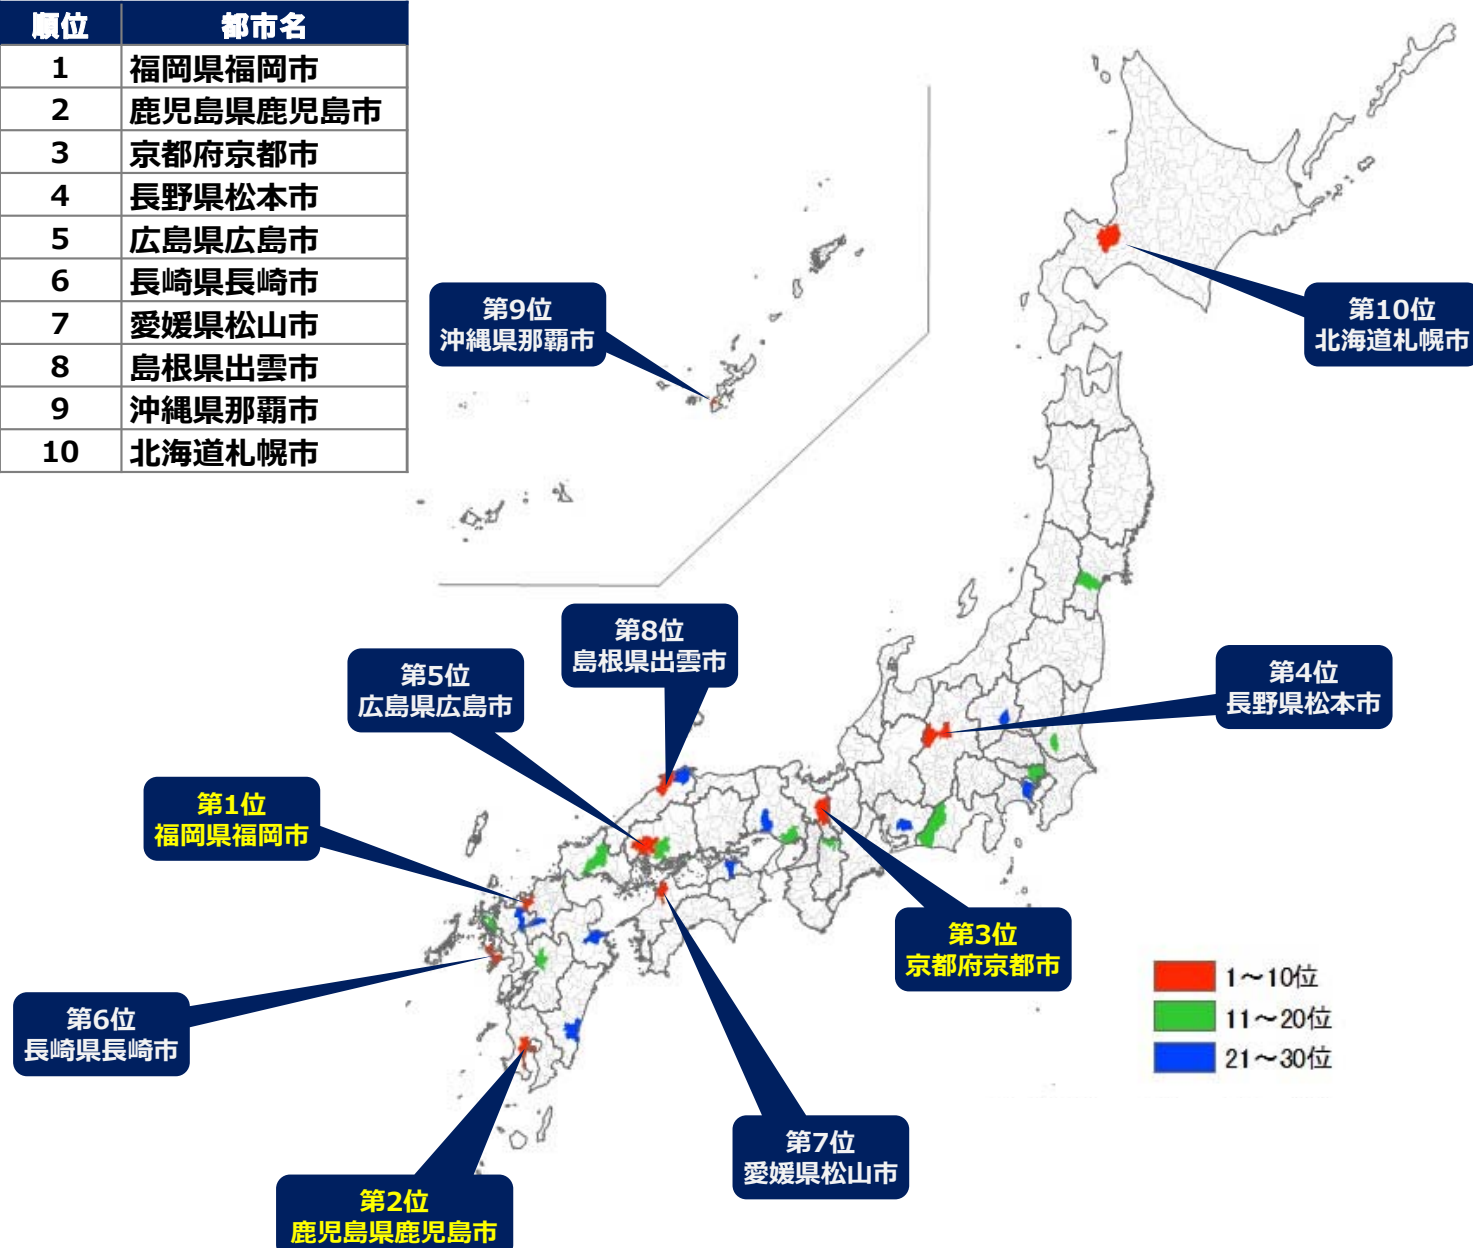 順位 都市名
1 福岡県福岡市
2 鹿児島県鹿児島市
3 京都府京都市
4 長野県松本市
5 広島県広島市
6 長崎県長崎市
7 愛媛県松山市
8 島根県出雲市
9 沖縄県那覇市
10 北海道札幌市
第9位
沖縄県那覇市
第10位
北海道札幌市
第8位
島根県出雲市
第5位
広島県広島市
第4位
長野県松本市
第1位
福岡県福岡市
第3位
京都府京都市
第6位
長崎県長崎市
第7位
愛媛県松山市
第2位
鹿児島県鹿児島市
1～10位
11～20位
21～30位